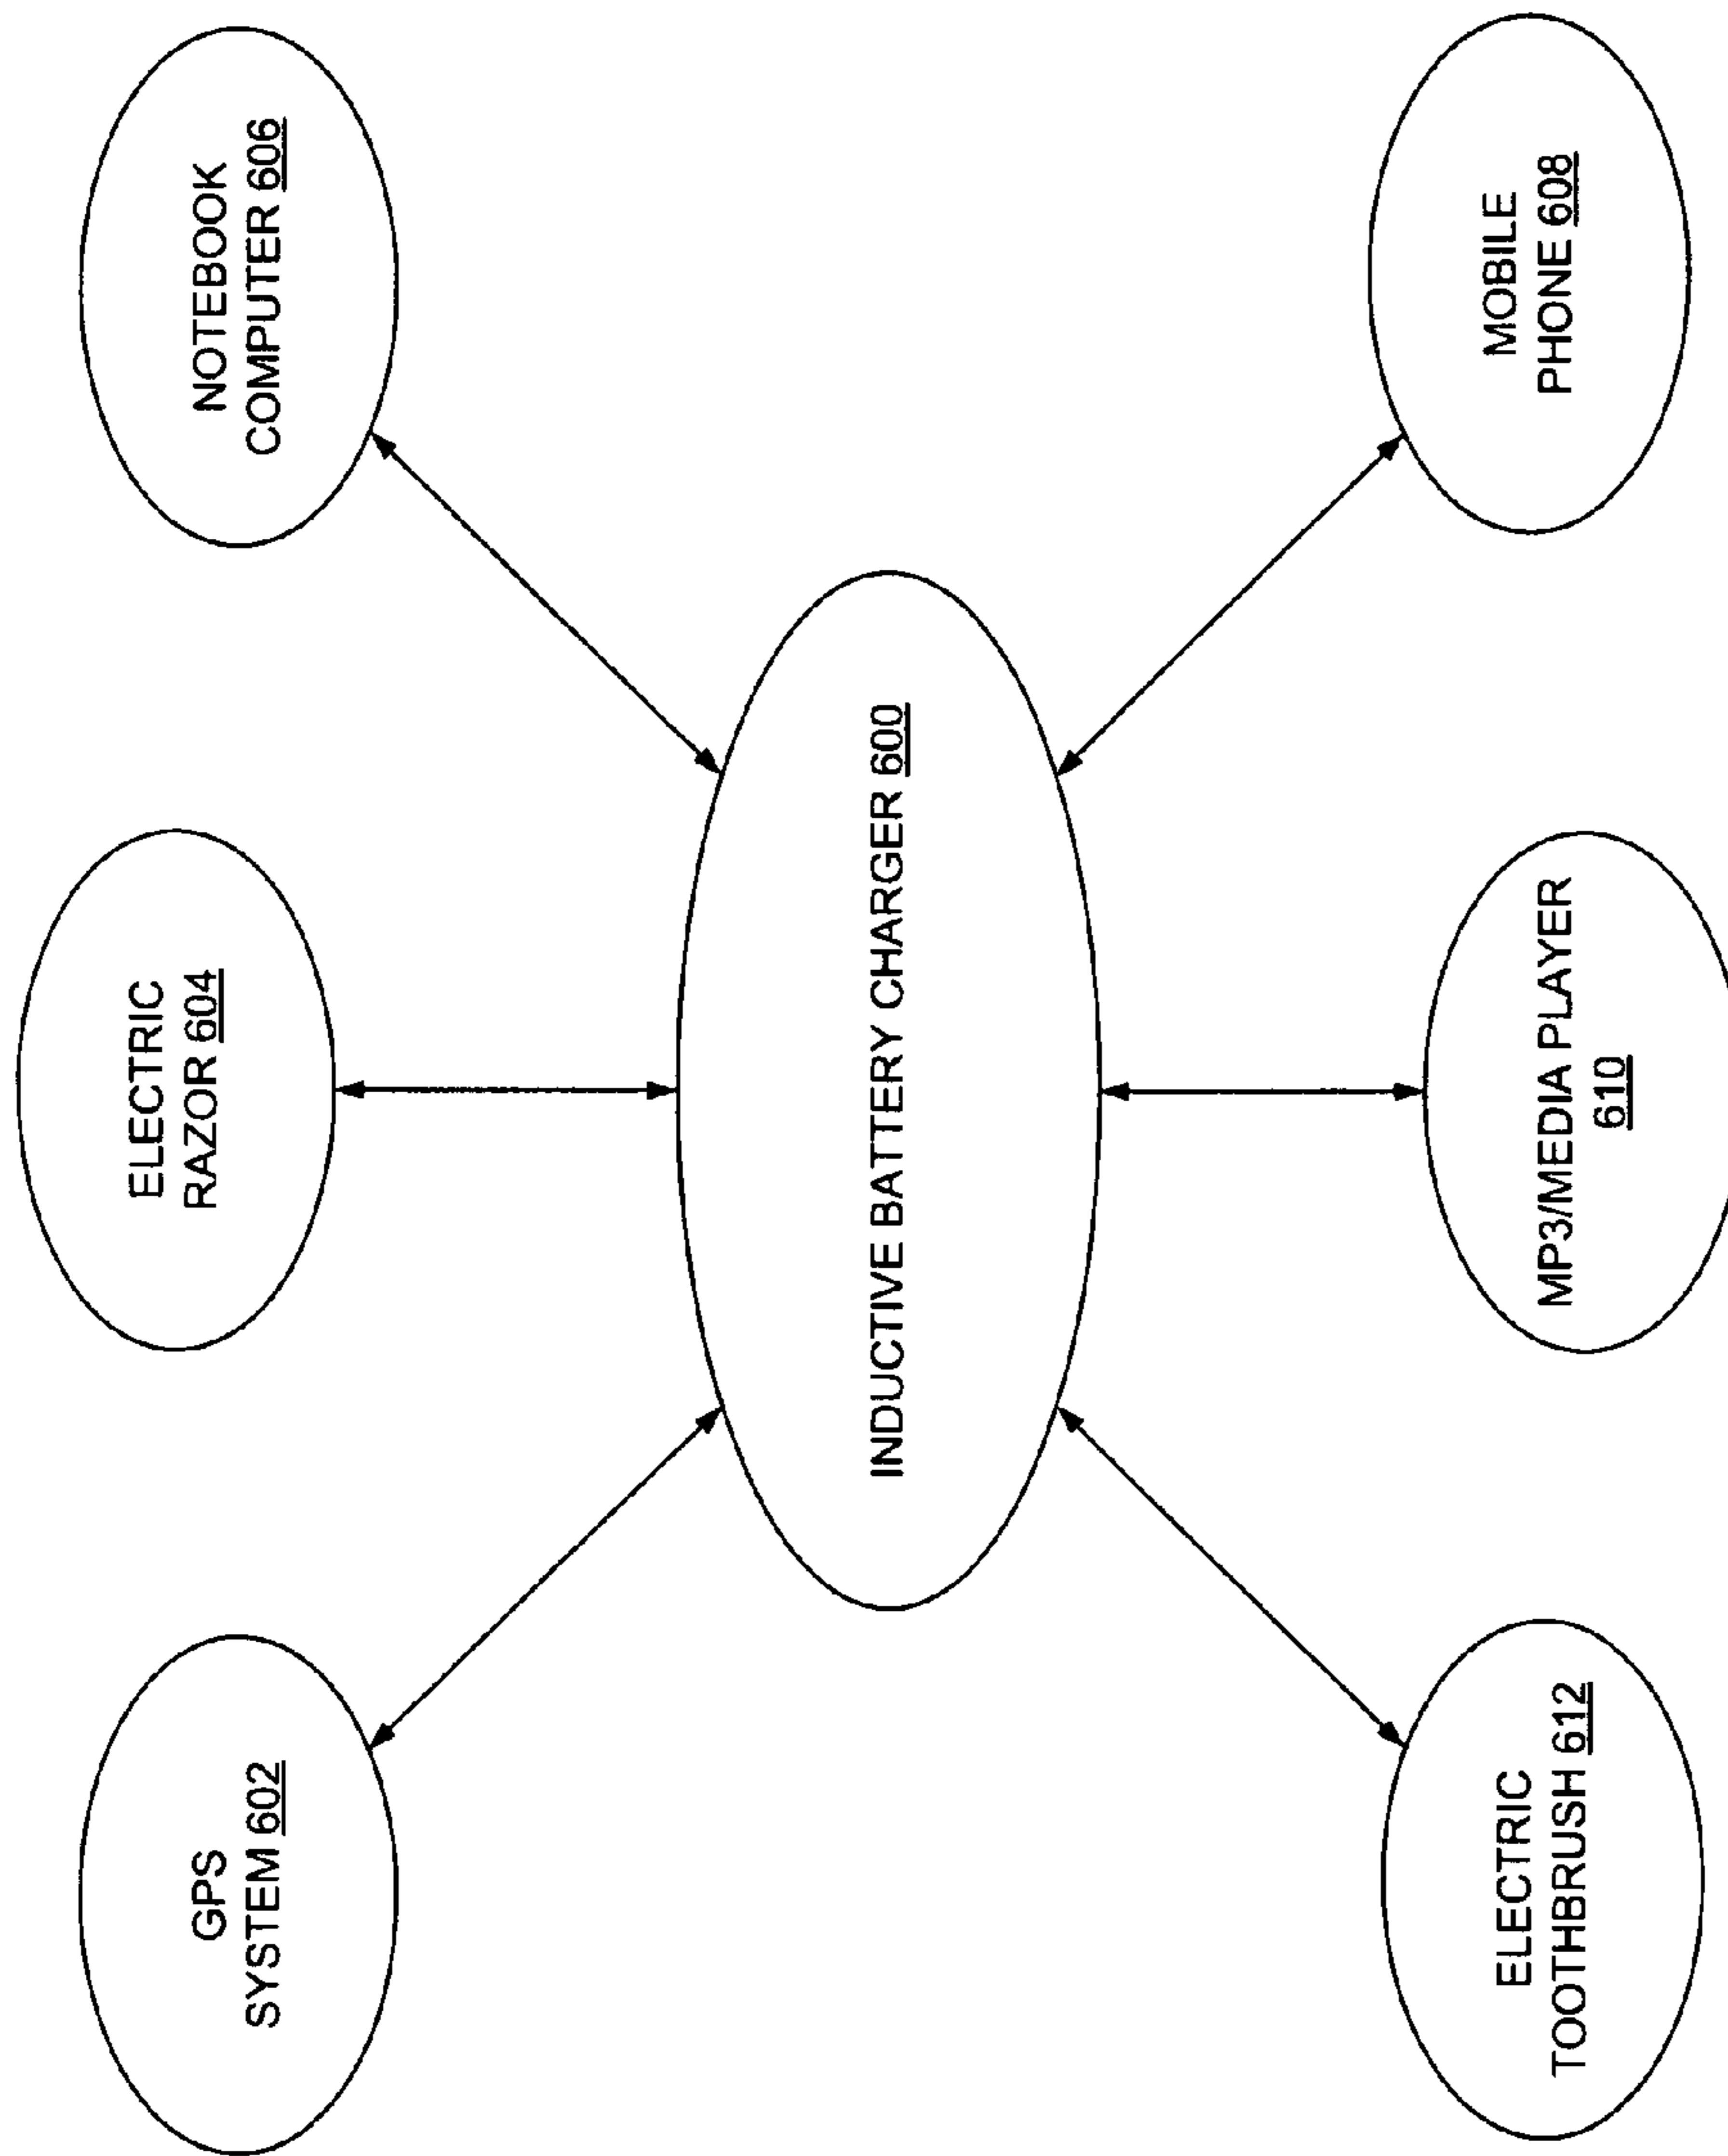 GPS
SYSTEM 602
ELECTRIC
RAZOR 604
NOTEBOOK
COMPUTER 606
INDUCTIVE BATTERY CHARGER 600
ELECTRIC
TOOTHBRUSH 612
MP3/MEDIA PLAYER
610
MOBILE
PHONE 608